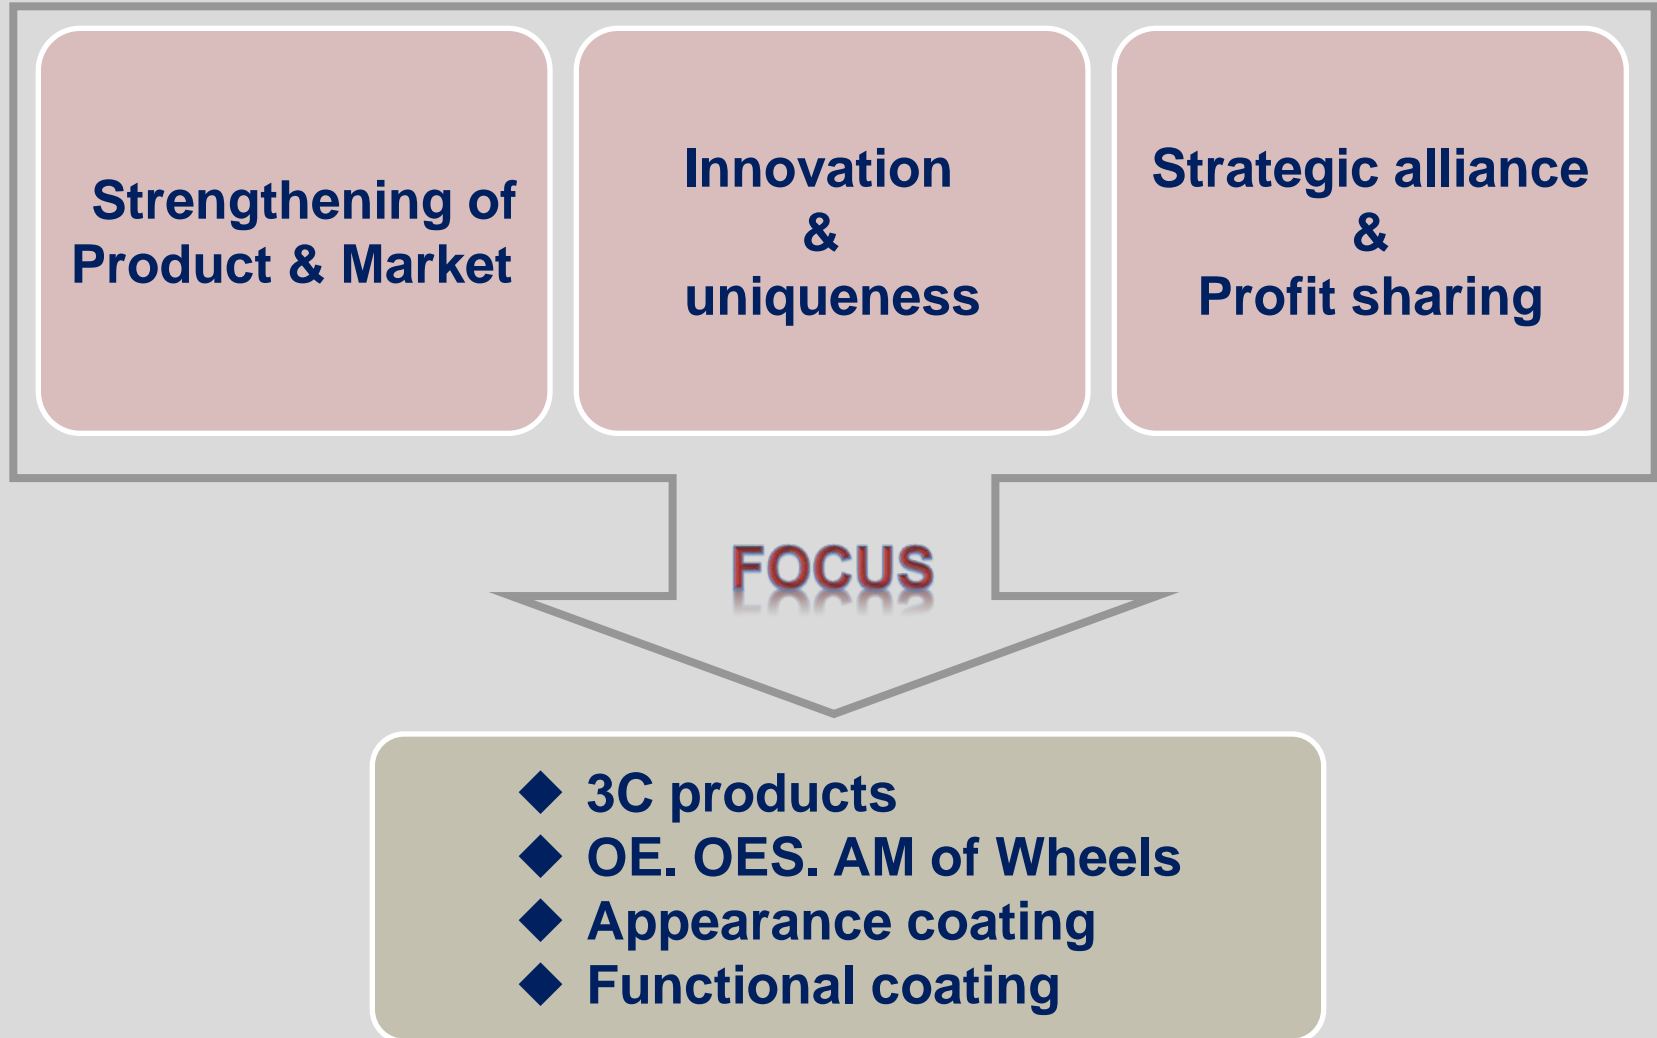 Strengthening of
Product & Market
Innovation
&
uniqueness
Strategic alliance
&
Profit sharing
FOCUS
◆ 3C products
◆ OE. OES. AM of Wheels
◆ Appearance coating
◆ Functional coating